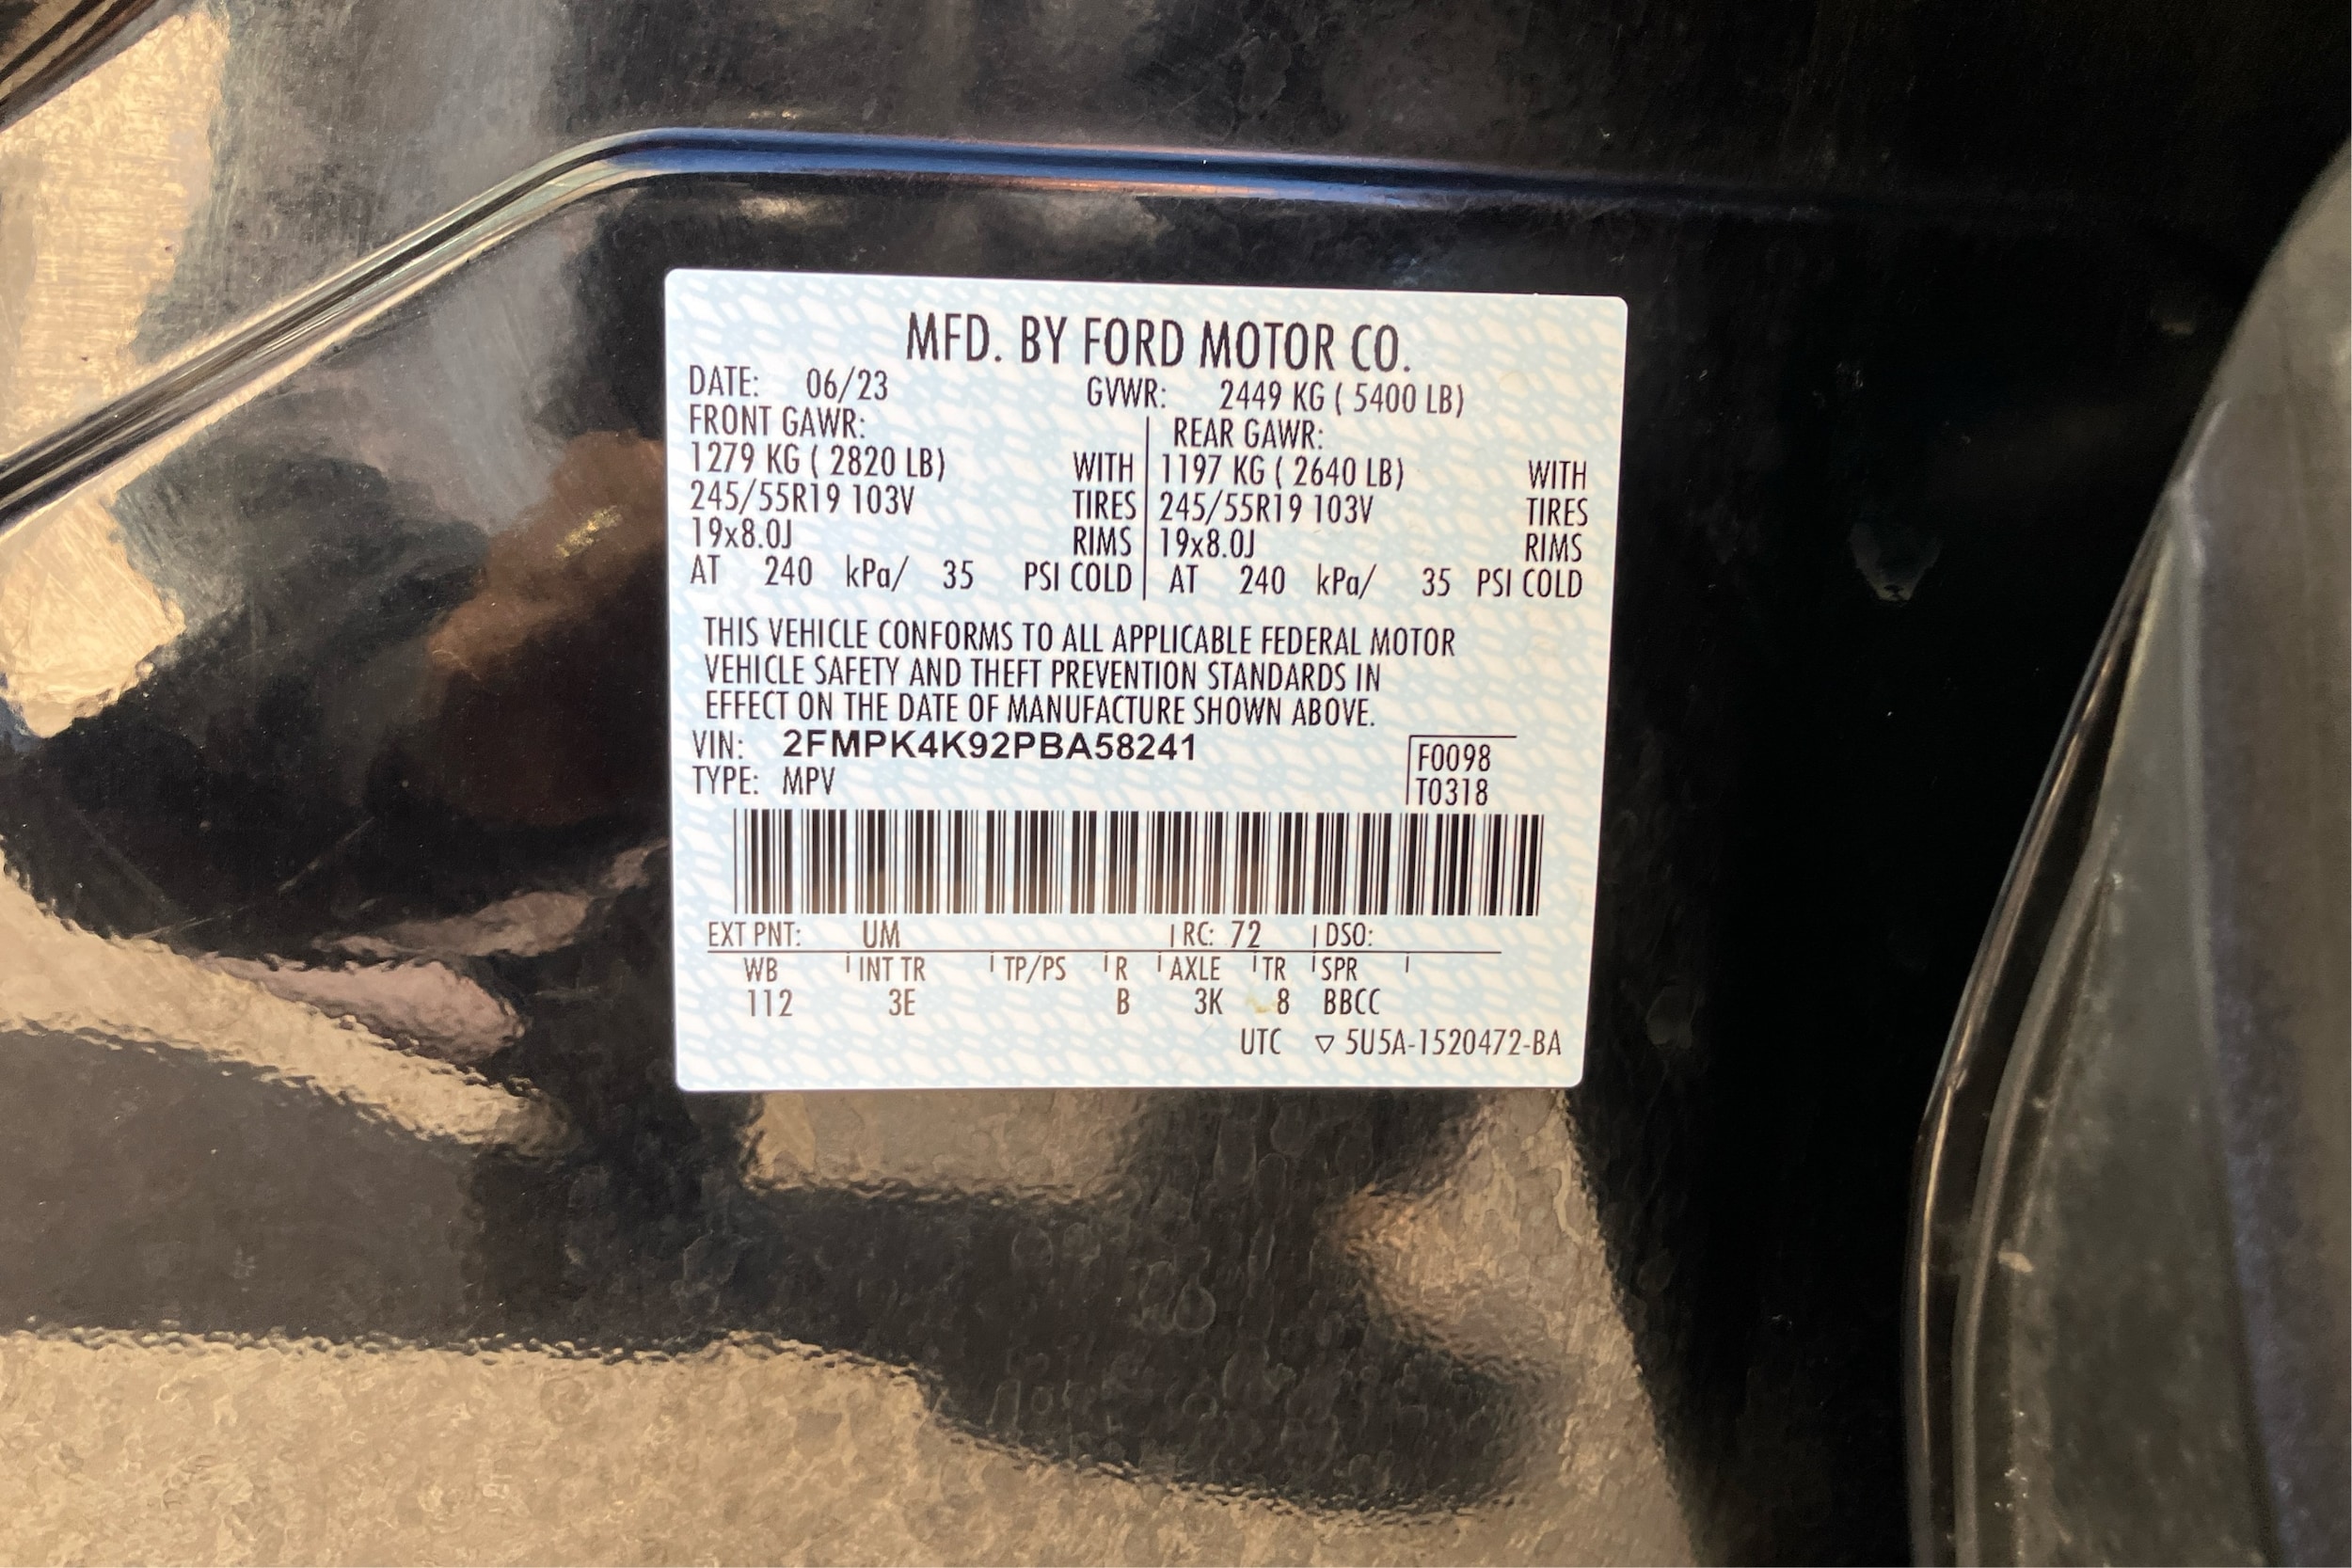 MFD. BY FORD MOTOR CO.
DATE: 06/23 GVWR: 2449 KG ( 5400 LB)
FRONT GAWR: REAR GAWR:
1279 KG ( 2820 LB) WITH 1197 KG ( 2640 LB) WITH
245/55R19 103V TIRES 245/55R19 103V TIRES
19x8.0J RIMS 19x8.0J RIMS
AT 240 kPa/ 35 PSI COLD AT 240 kPa/ 35 PSI COLD
THIS VEHICLE CONFORMS TO ALL APPLICABLE FEDERAL MOTOR
VEHICLE SAFETY AND THEFT PREVENTION STANDARDS IN
EFFECT ON THE DATE OF MANUFACTURE SHOWN ABOVE.
VIN: 2FMPK4K92PBA58241 F0098
TYPE: MPV T0318
EXT PNT: UM RC: 72 DSO:
WB INT TR TP/PS R AXLE TR SPR
112 3E B 3K 8 BBCC
UTC ▽ 5U5A-1520472-BA